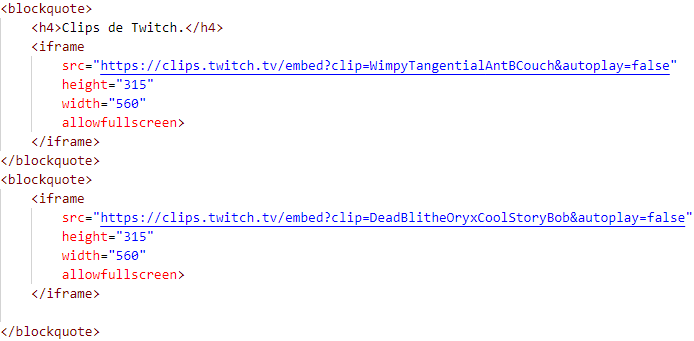 <blockquote>
<h4>Clips de Twitch.</h4>
<iframe
src="https://clips.twitch.tv/embed?clip=WimpyTangentialAntBCouch&autoplay=false"
height="315"
width="560"
allowfullscreen>
</iframe>
</blockquote>
<blockquote>
<iframe
src="https://clips.twitch.tv/embed?clip=DeadBlitheOryxCoolStoryBob&autoplay=false"
height="315"
width="560"
allowfullscreen>
</iframe>
</blockquote>